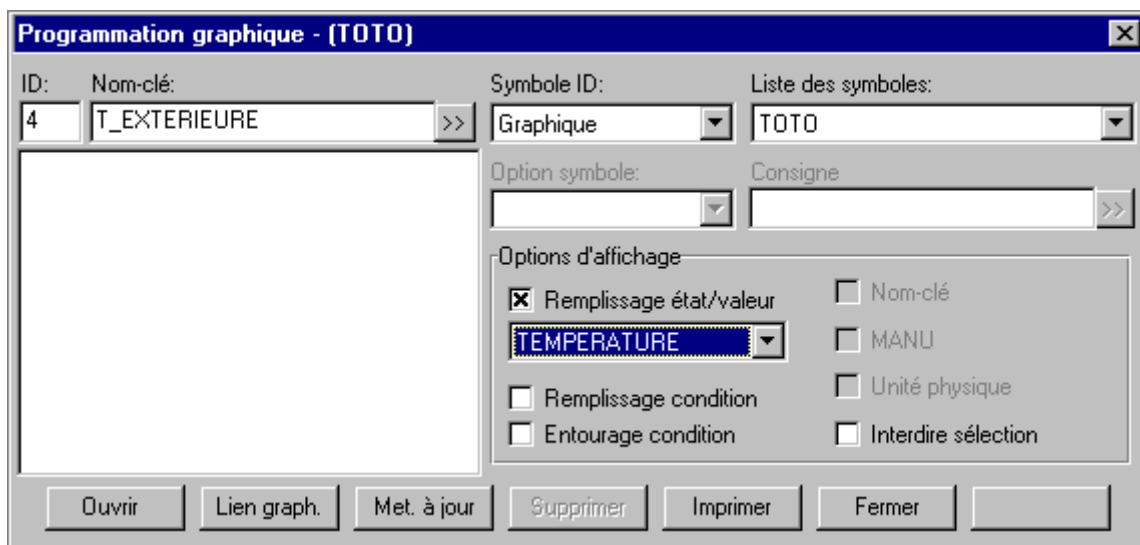 Programmation graphique - (TOTO)
ID: Nom-clé: Symbole ID: Liste des symboles:
4 T_EXTERIEURE >> Graphique TOTO
Option symbole: Consigne
>>
Options d'affichage
Remplissage état/valeur Nom-clé
TEMPERATURE MANU
Unité physique
Remplissage condition
Entourage condition Interdire sélection
Ouvrir Lien graph. Met. à jour Supprimer Imprimer Fermer